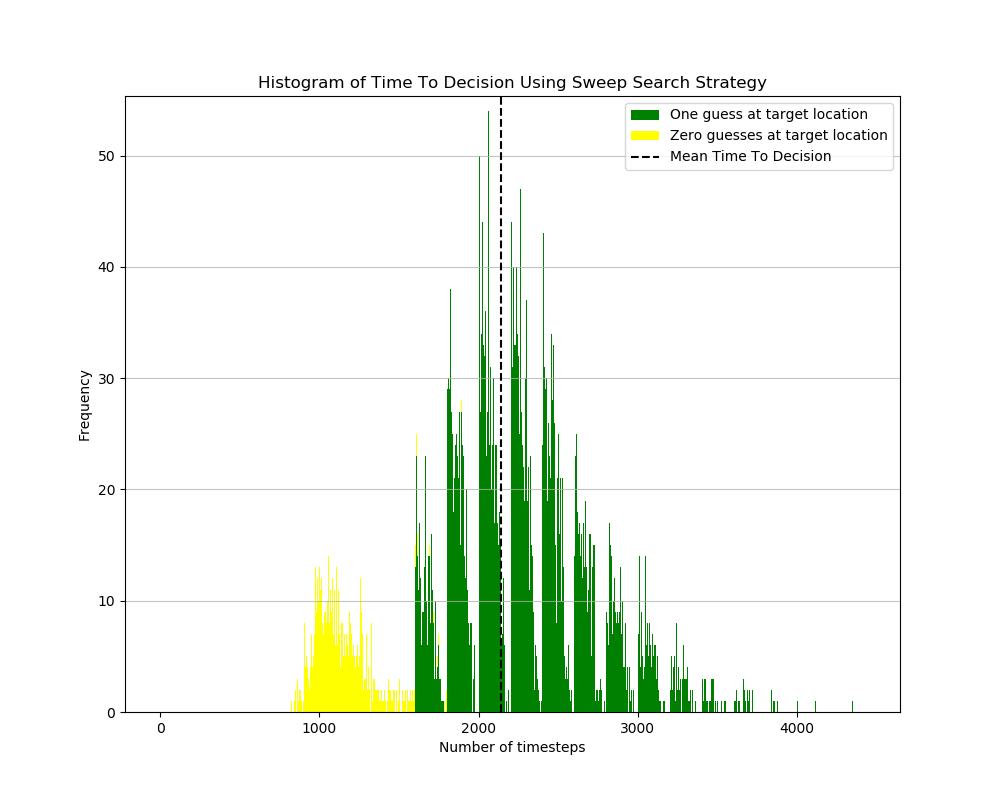 Histogram of Time To Decision Using Sweep Search Strategy
One guess at target location
Zero guesses at target location
Mean Time To Decision
50
40
30
20
10
0
Frequency
0 1000 2000 3000 4000
Number of timesteps